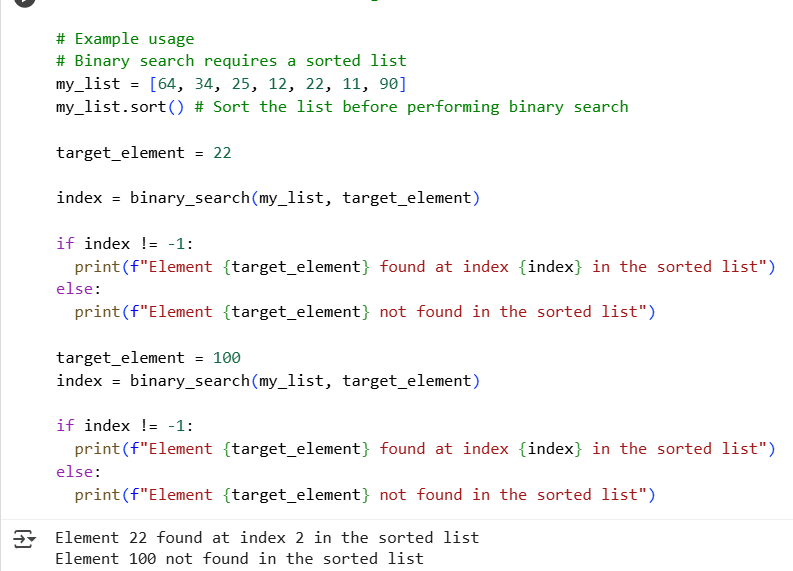 # Example usage
# Binary search requires a sorted list
my_list = [64, 34, 25, 12, 22, 11, 90]
my_list.sort() # Sort the list before performing binary search
target_element = 22
index = binary_search(my_list, target_element)
if index != -1:
  print(f"Element {target_element} found at index {index} in the sorted list")
else:
  print(f"Element {target_element} not found in the sorted list")
target_element = 100
index = binary_search(my_list, target_element)
if index != -1:
  print(f"Element {target_element} found at index {index} in the sorted list")
else:
  print(f"Element {target_element} not found in the sorted list")
Element 22 found at index 2 in the sorted list
Element 100 not found in the sorted list